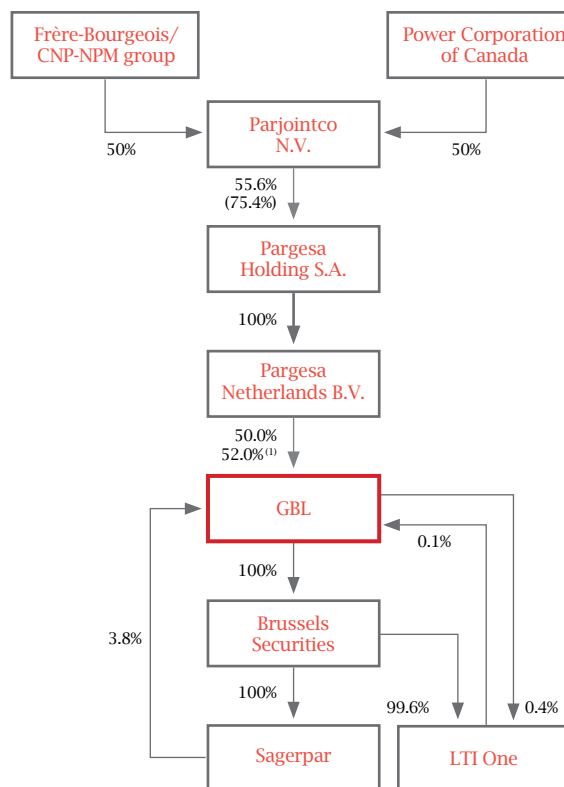 Frère-Bourgeois/
CNP-NPM group
Power Corporation
of Canada
50%
Parjointco
N.V.
50%
55.6%
(75.4%)
Pargesa
Holding S.A.
100%
Pargesa
Netherlands B.V.
50.0%
52.0%(1)
GBL
0.1%
100%
Brussels
Securities
3.8%
100%
99.6%
0.4%
Sagerpar
LTI One